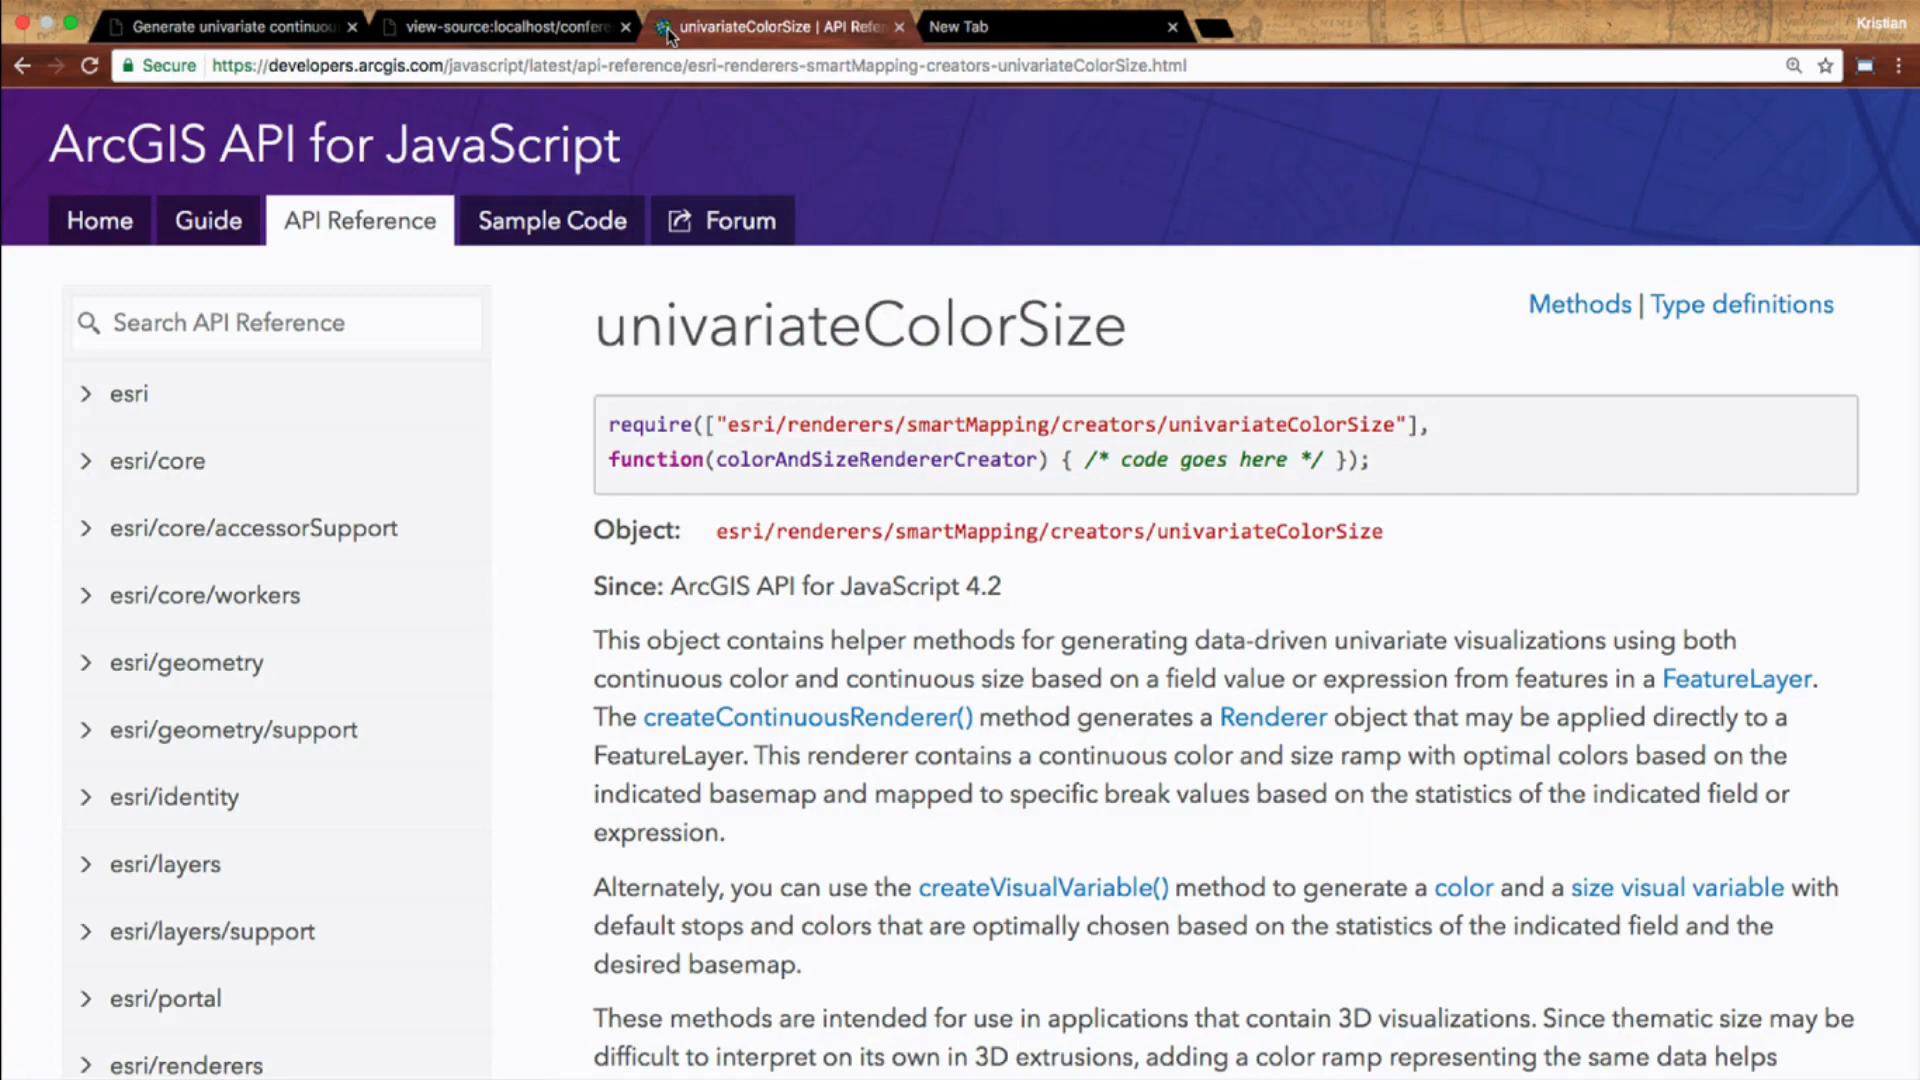 Generate univariate continuou
view-source:localhost/confere
univariateColorSize | API Refe
New Tab
Kristian
Secure
https://developers.arcgis.com/javascript/latest/api-reference/esri-renderers-smartMapping-creators-univariateColorSize.html
ArcGIS API for JavaScript
Home
Guide
API Reference
Sample Code
Forum
Search API Reference
esri
esri/core
esri/core/accessorSupport
esri/core/workers
esri/geometry
esri/geometry/support
esri/identity
esri/layers
esri/layers/support
esri/portal
esri/renderers
univariateColorSize
Methods | Type definitions
require(["esri/renderers/smartMapping/creators/univariateColorSize"],
function(colorAndSizeRendererCreator) { /* code goes here */ });
Object: esri/renderers/smartMapping/creators/univariateColorSize
Since: ArcGIS API for JavaScript 4.2
This object contains helper methods for generating data-driven univariate visualizations using both
continuous color and continuous size based on a field value or expression from features in a FeatureLayer.
The createContinuousRenderer() method generates a Renderer object that may be applied directly to a
FeatureLayer. This renderer contains a continuous color and size ramp with optimal colors based on the
indicated basemap and mapped to specific break values based on the statistics of the indicated field or
expression.
Alternately, you can use the createVisualVariable() method to generate a color and a size visual variable with
default stops and colors that are optimally chosen based on the statistics of the indicated field and the
desired basemap.
These methods are intended for use in applications that contain 3D visualizations. Since thematic size may be
difficult to interpret on its own in 3D extrusions, adding a color ramp representing the same data helps